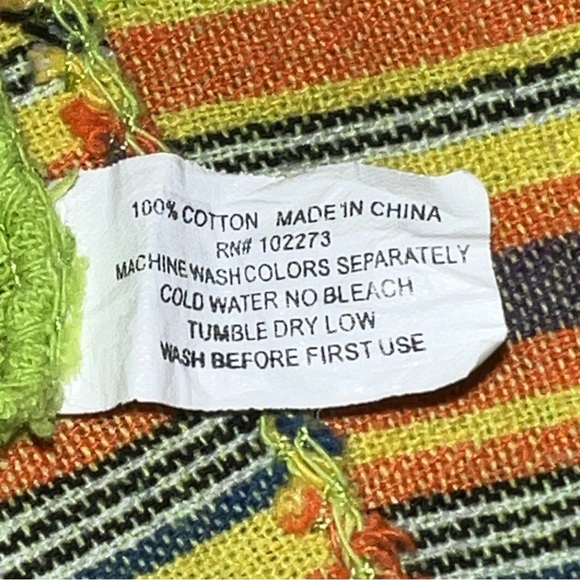 100% COTTON MADE IN CHINA
RN# 102273
MACHINE WASH COLORS SEPARATELY
COLD WATER NO BLEACH
TUMBLE DRY LOW
WASH BEFORE FIRST USE